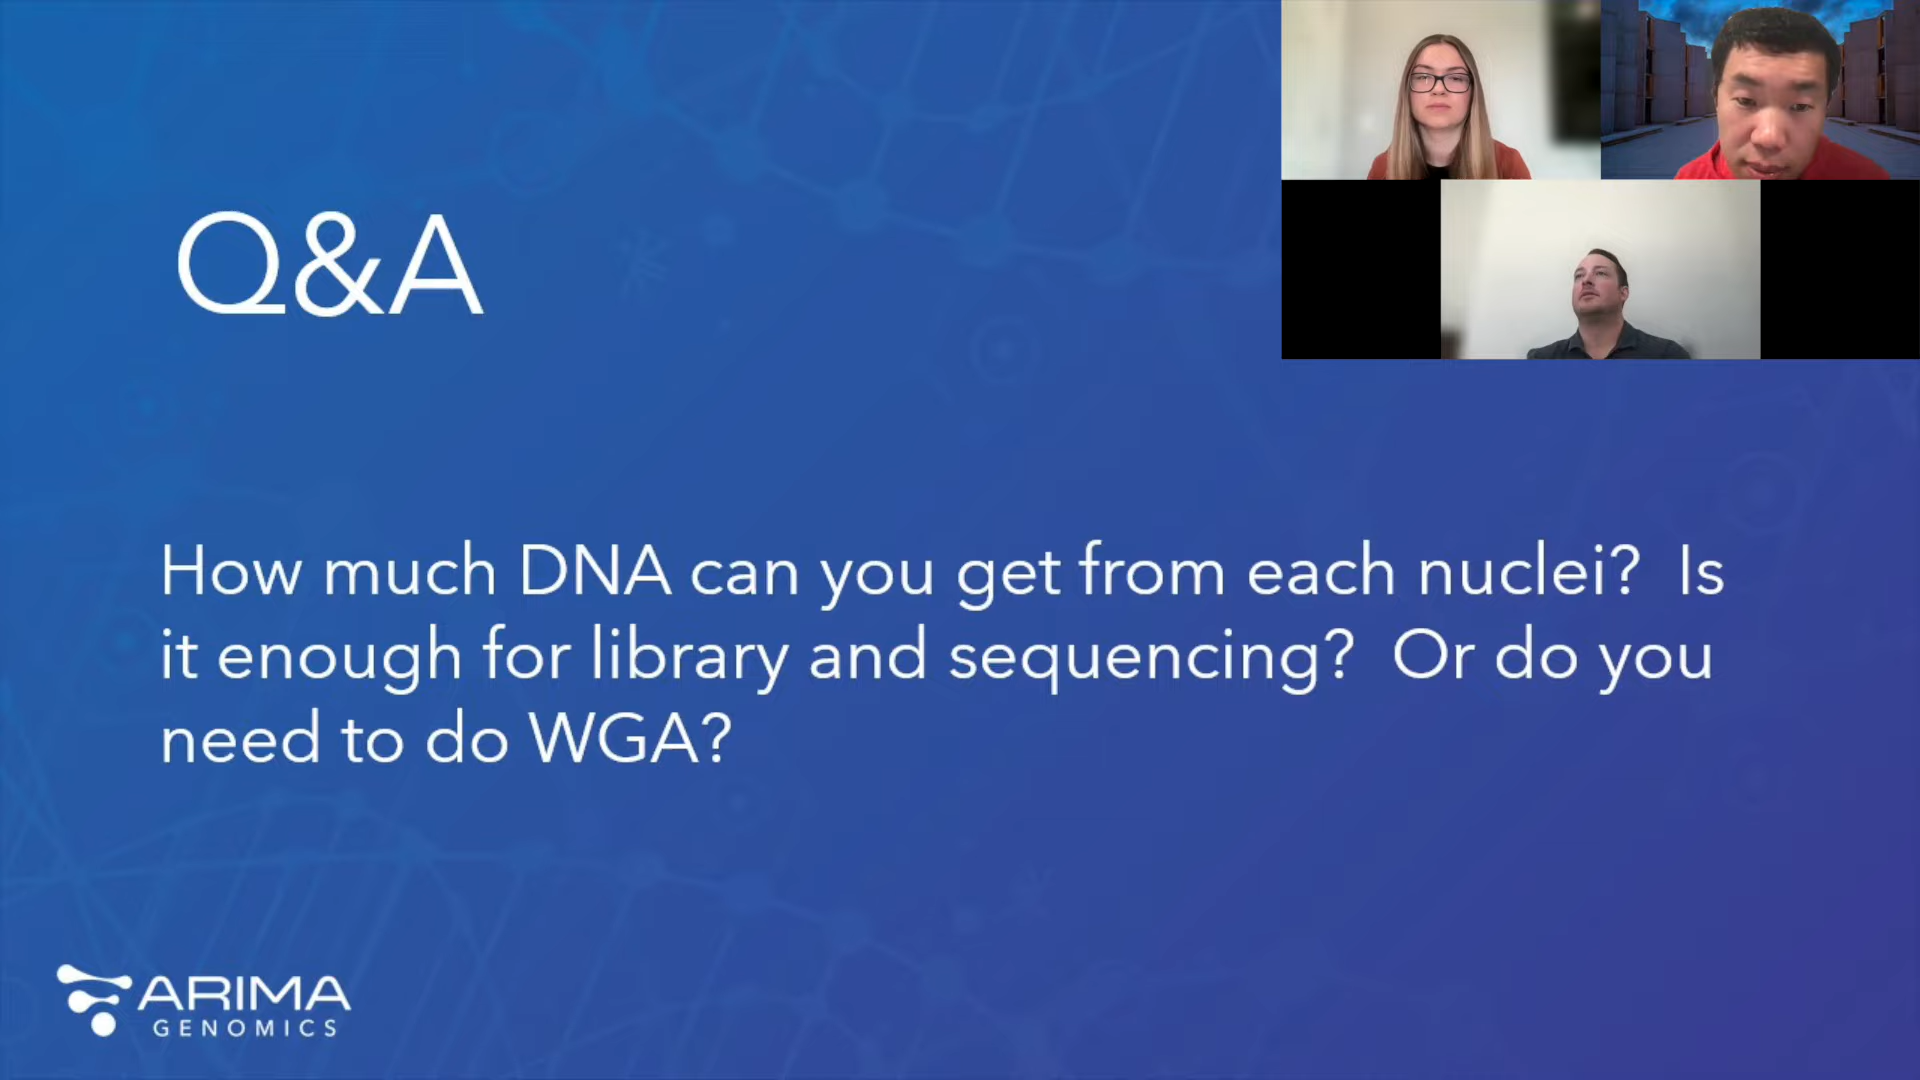 Q&A
How much DNA can you get from each nuclei?  Is
it enough for library and sequencing?  Or do you
need to do WGA?
ARIMA
GENOMICS